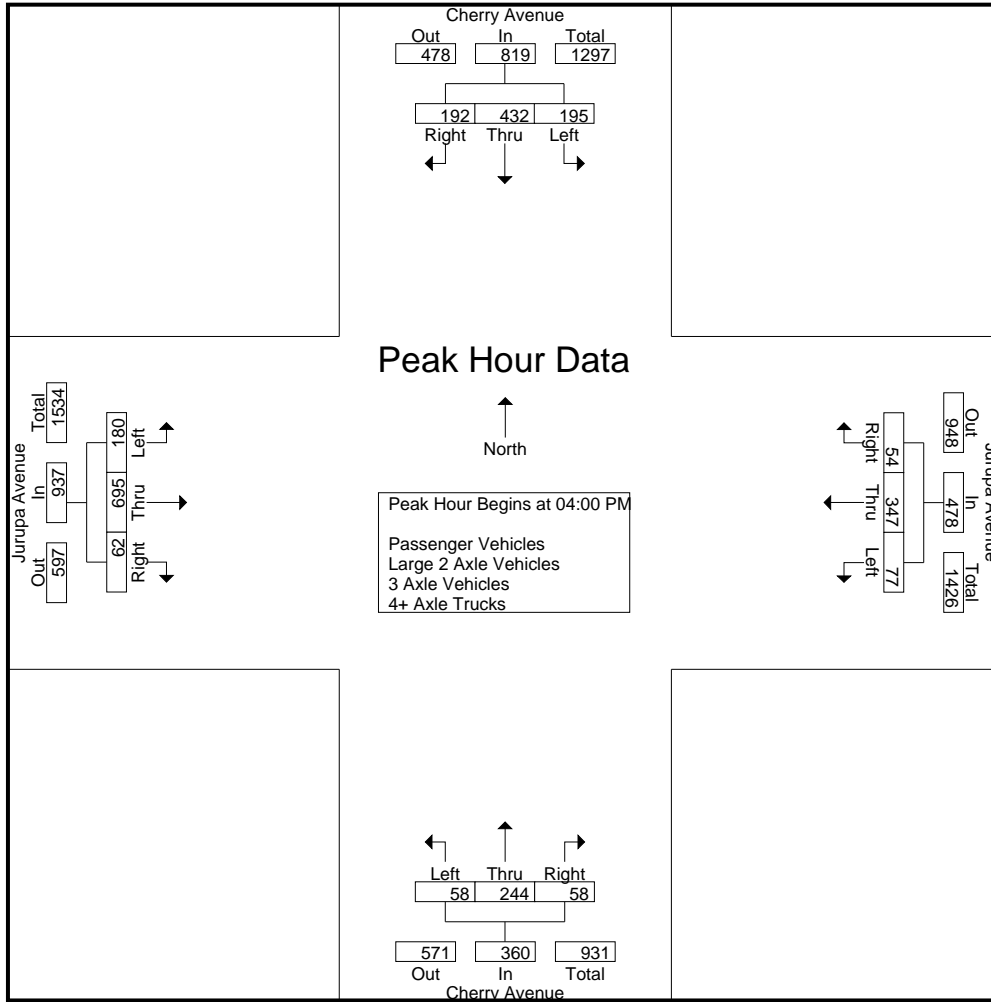 Cherry Avenue
Out In Total
478 819 1297
192 432 195
Right Thru Left
Peak Hour Data
North
Peak Hour Begins at 04:00 PM
Passenger Vehicles
Large 2 Axle Vehicles
3 Axle Vehicles
4+ Axle Trucks
Jurupa Avenue
Out In Total
597 937 1534
Right Thru Left
62 695 180
Jurupa Avenue
Out In Total
948 478 1426
Right Thru Left
54 347 77
Left Thru Right
58 244 58
571 360 931
Out In Total
Cherry Avenue